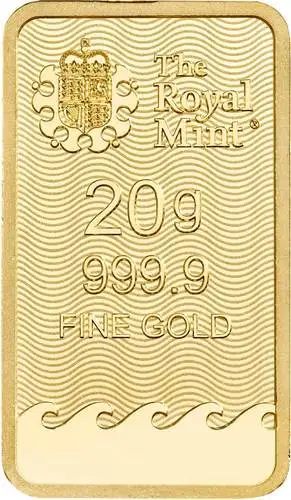 The
Royal
Mint®
20g
999.9
FINE GOLD